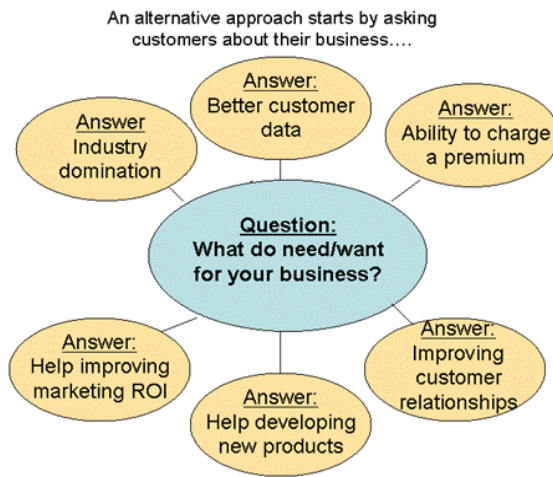 An alternative approach starts by asking
customers about their business....
Answer:
Better customer
data
Answer
Industry
domination
Answer:
Ability to charge
a premium
Question:
What do need/want
for your business?
Answer:
Help improving
marketing ROI
Answer:
Help developing
new products
Answer:
Improving
customer
relationships